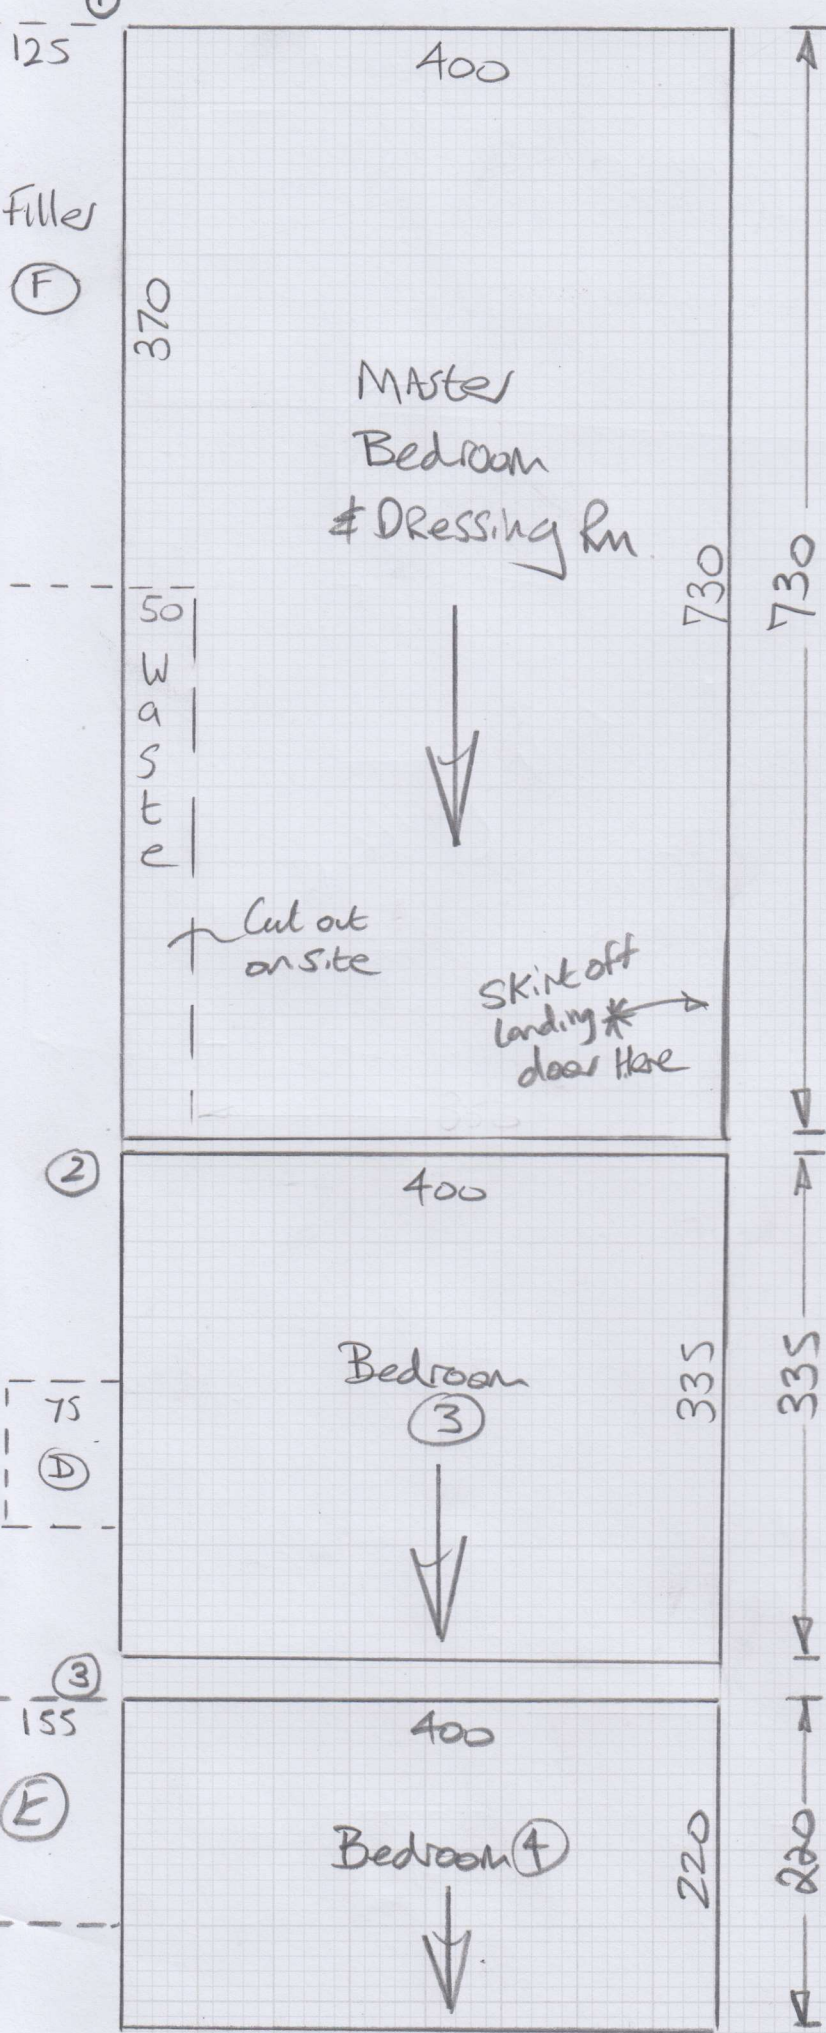 125
400
Filler
F
370
Master
Bedroom
& Dressing Rm
730
730
50
Waste
Cut out
on site
Skirt off
landing *
door Here
2
400
Bedroom
3
335
335
75
D
3
155
400
E
Bedroom 4
220
220